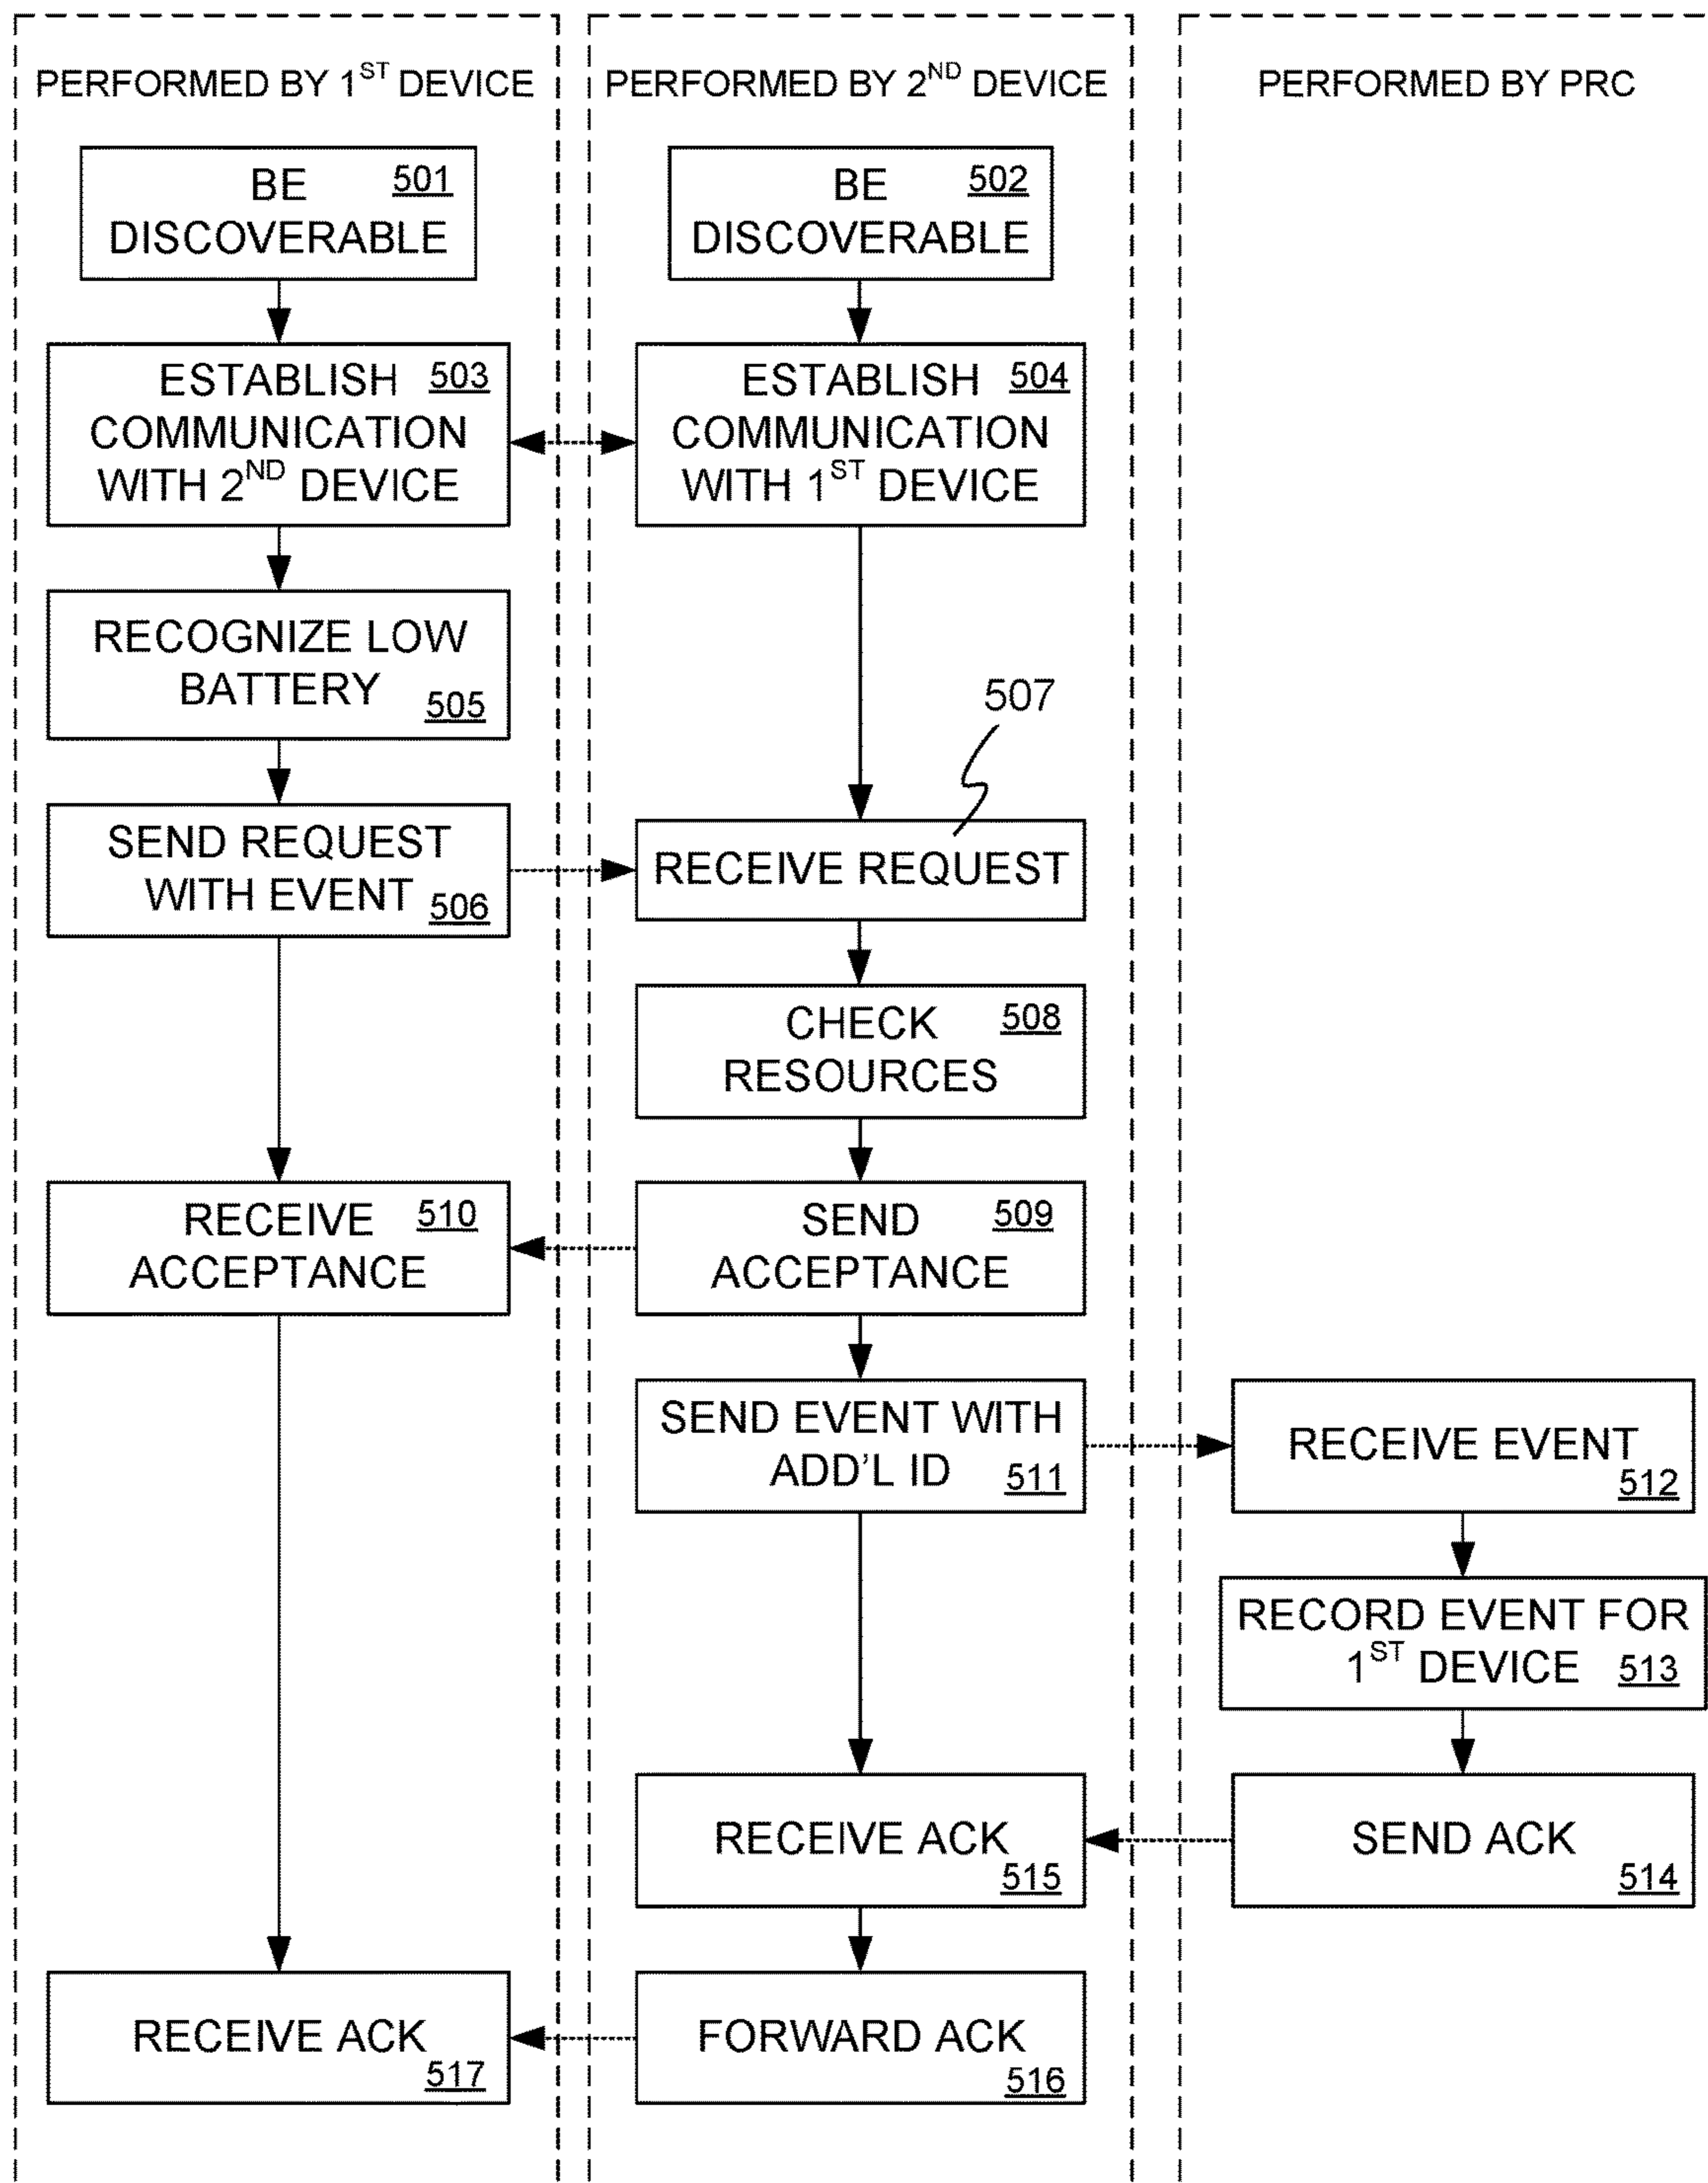 PERFORMED BY 1ST DEVICE
BE 501
DISCOVERABLE
ESTABLISH 503
COMMUNICATION
WITH 2ND DEVICE
RECOGNIZE LOW
BATTERY 505
SEND REQUEST
WITH EVENT 506
RECEIVE 510
ACCEPTANCE
RECEIVE ACK
517
PERFORMED BY 2ND DEVICE
BE 502
DISCOVERABLE
ESTABLISH 504
COMMUNICATION
WITH 1ST DEVICE
507
RECEIVE REQUEST
CHECK 508
RESOURCES
SEND 509
ACCEPTANCE
SEND EVENT WITH
ADD'L ID 511
RECEIVE ACK
515
FORWARD ACK
516
PERFORMED BY PRC
RECEIVE EVENT
512
RECORD EVENT FOR
1ST DEVICE 513
SEND ACK
514